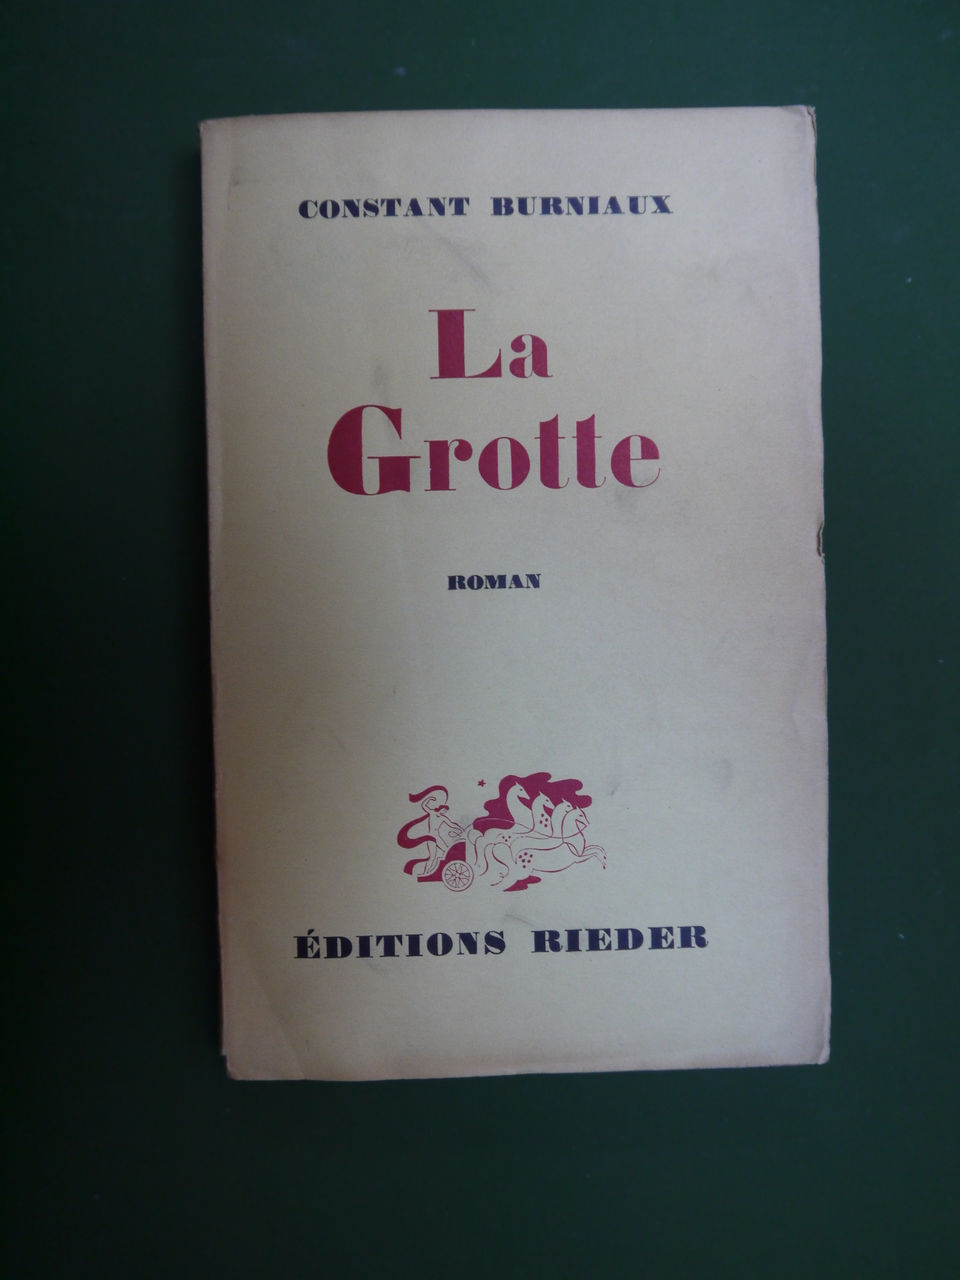 CONSTANT BURNIAUX
La
Grotte
ROMAN
ÉDITIONS RIEDER